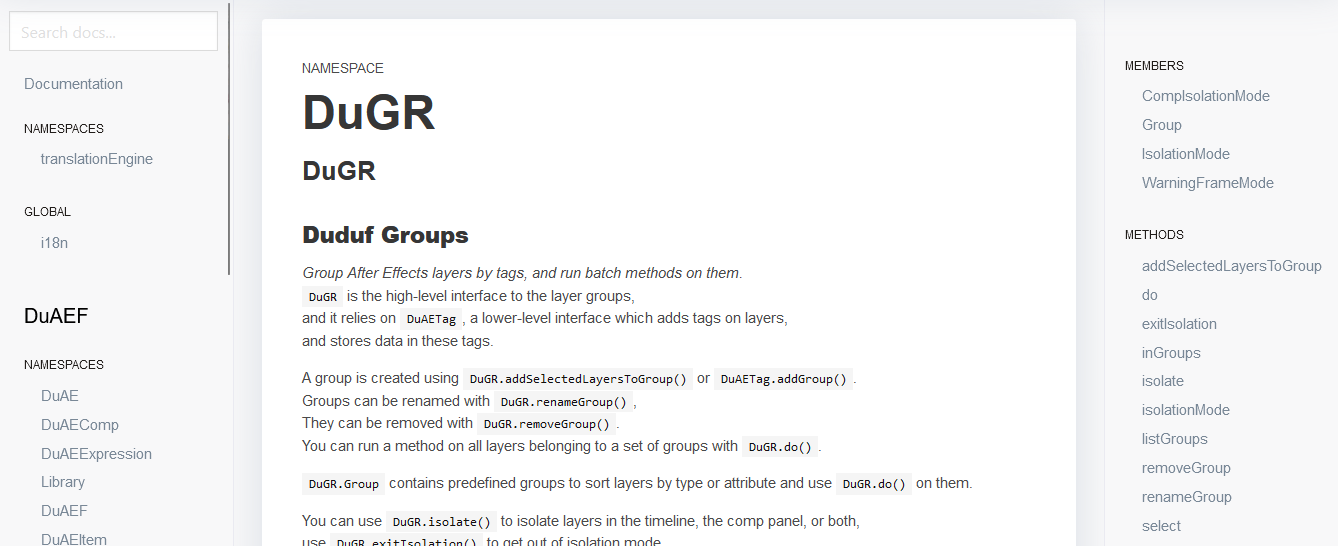 Search docs...
Documentation
NAMESPACES
translationEngine
GLOBAL
i18n
DuAEF
NAMESPACES
DuAE
DuAEComp
DuAEExpression
Library
DuAEF
DuAEItem
NAMESPACE
DuGR
DuGR
Duduf Groups
Group After Effects layers by tags, and run batch methods on them.
DuGR is the high-level interface to the layer groups,
and it relies on DuAETag , a lower-level interface which adds tags on layers,
and stores data in these tags.
A group is created using DuGR.addSelectedLayersToGroup() or DuAETag.addGroup() .
Groups can be renamed with DuGR.renameGroup() ,
They can be removed with DuGR.removeGroup() .
You can run a method on all layers belonging to a set of groups with DuGR.do() .
DuGR.Group contains predefined groups to sort layers by type or attribute and use DuGR.do() on them.
You can use DuGR.isolate() to isolate layers in the timeline, the comp panel, or both,
use DuGR.exitIsolation() to get out of isolation mode
MEMBERS
CompIsolationMode
Group
IsolationMode
WarningFrameMode
METHODS
addSelectedLayersToGroup
do
exitIsolation
inGroups
isolate
isolationMode
listGroups
removeGroup
renameGroup
select